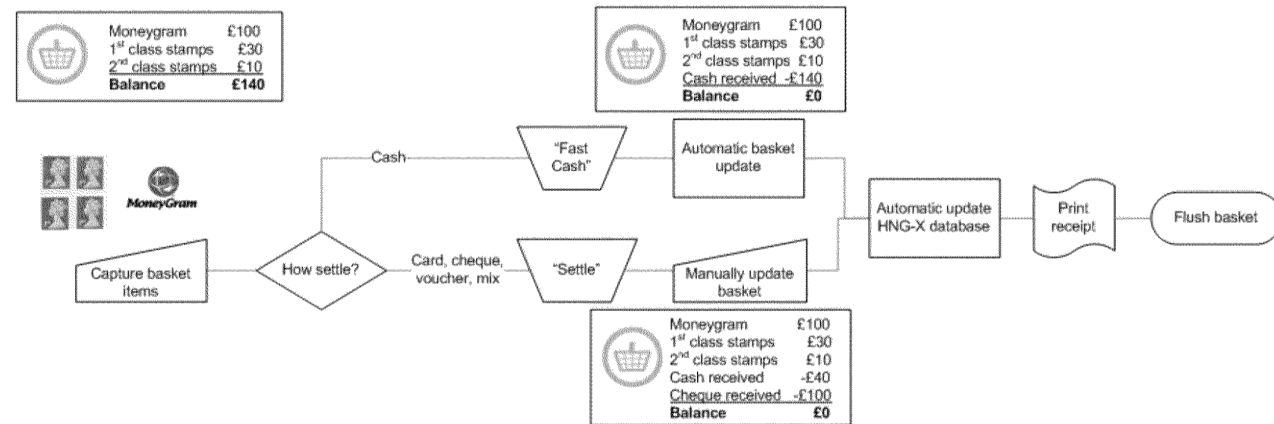 Moneygram £100
1st class stamps £30
2nd class stamps £10
Balance £140
Moneygram £100
1st class stamps £30
2nd class stamps £10
Cash received -£140
Balance £0
MoneyGram
Capture basket
items
How settle?
Cash
"Fast
Cash"
Automatic basket
update
Card, cheque,
voucher, mix
"Settle"
Manually update
basket
Moneygram £100
1st class stamps £30
2nd class stamps £10
Cash received -£40
Cheque received -£100
Balance £0
Automatic update
HNG-X database
Print
receipt
Flush basket